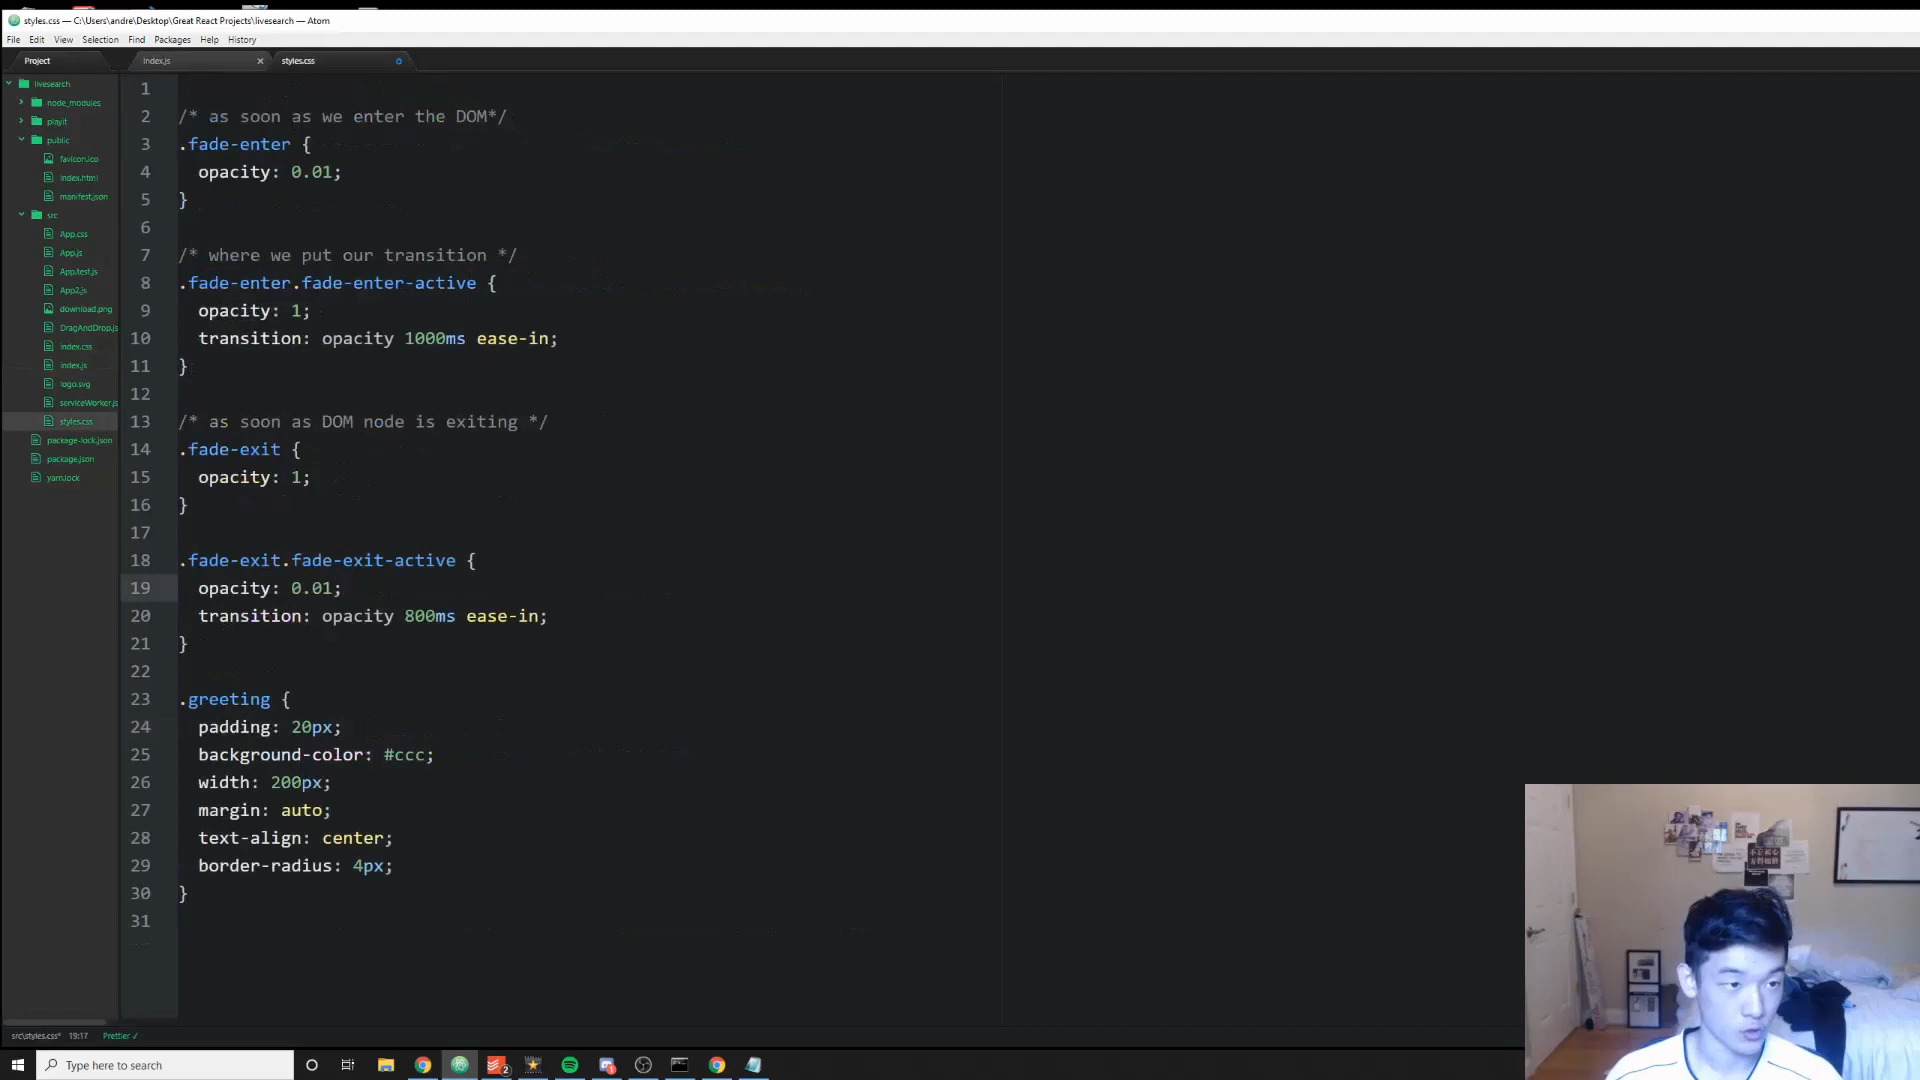 styles.css — C:\Users\andre\Desktop\Great React Projects\livesearch — Atom
File Edit View Selection Find Packages Help History
Project index.js styles.css
livesearch
node_modules
playit
public
favicon.ico
index.html
manifest.json
src
App.css
App.js
App.test.js
App2.js
download.png
DragAndDrop.js
index.css
index.js
logo.svg
serviceWorker.js
styles.css
package-lock.json
package.json
yarn.lock
1
2 /* as soon as we enter the DOM*/
3 .fade-enter {
4 opacity: 0.01;
5 }
6
7 /* where we put our transition */
8 .fade-enter.fade-enter-active {
9 opacity: 1;
10 transition: opacity 1000ms ease-in;
11 }
12
13 /* as soon as DOM node is exiting */
14 .fade-exit {
15 opacity: 1;
16 }
17
18 .fade-exit.fade-exit-active {
19 opacity: 0.01;
20 transition: opacity 800ms ease-in;
21 }
22
23 .greeting {
24 padding: 20px;
25 background-color: #ccc;
26 width: 200px;
27 margin: auto;
28 text-align: center;
29 border-radius: 4px;
30 }
31
src\styles.css* 19:17 Prettier ✓
Type here to search
2